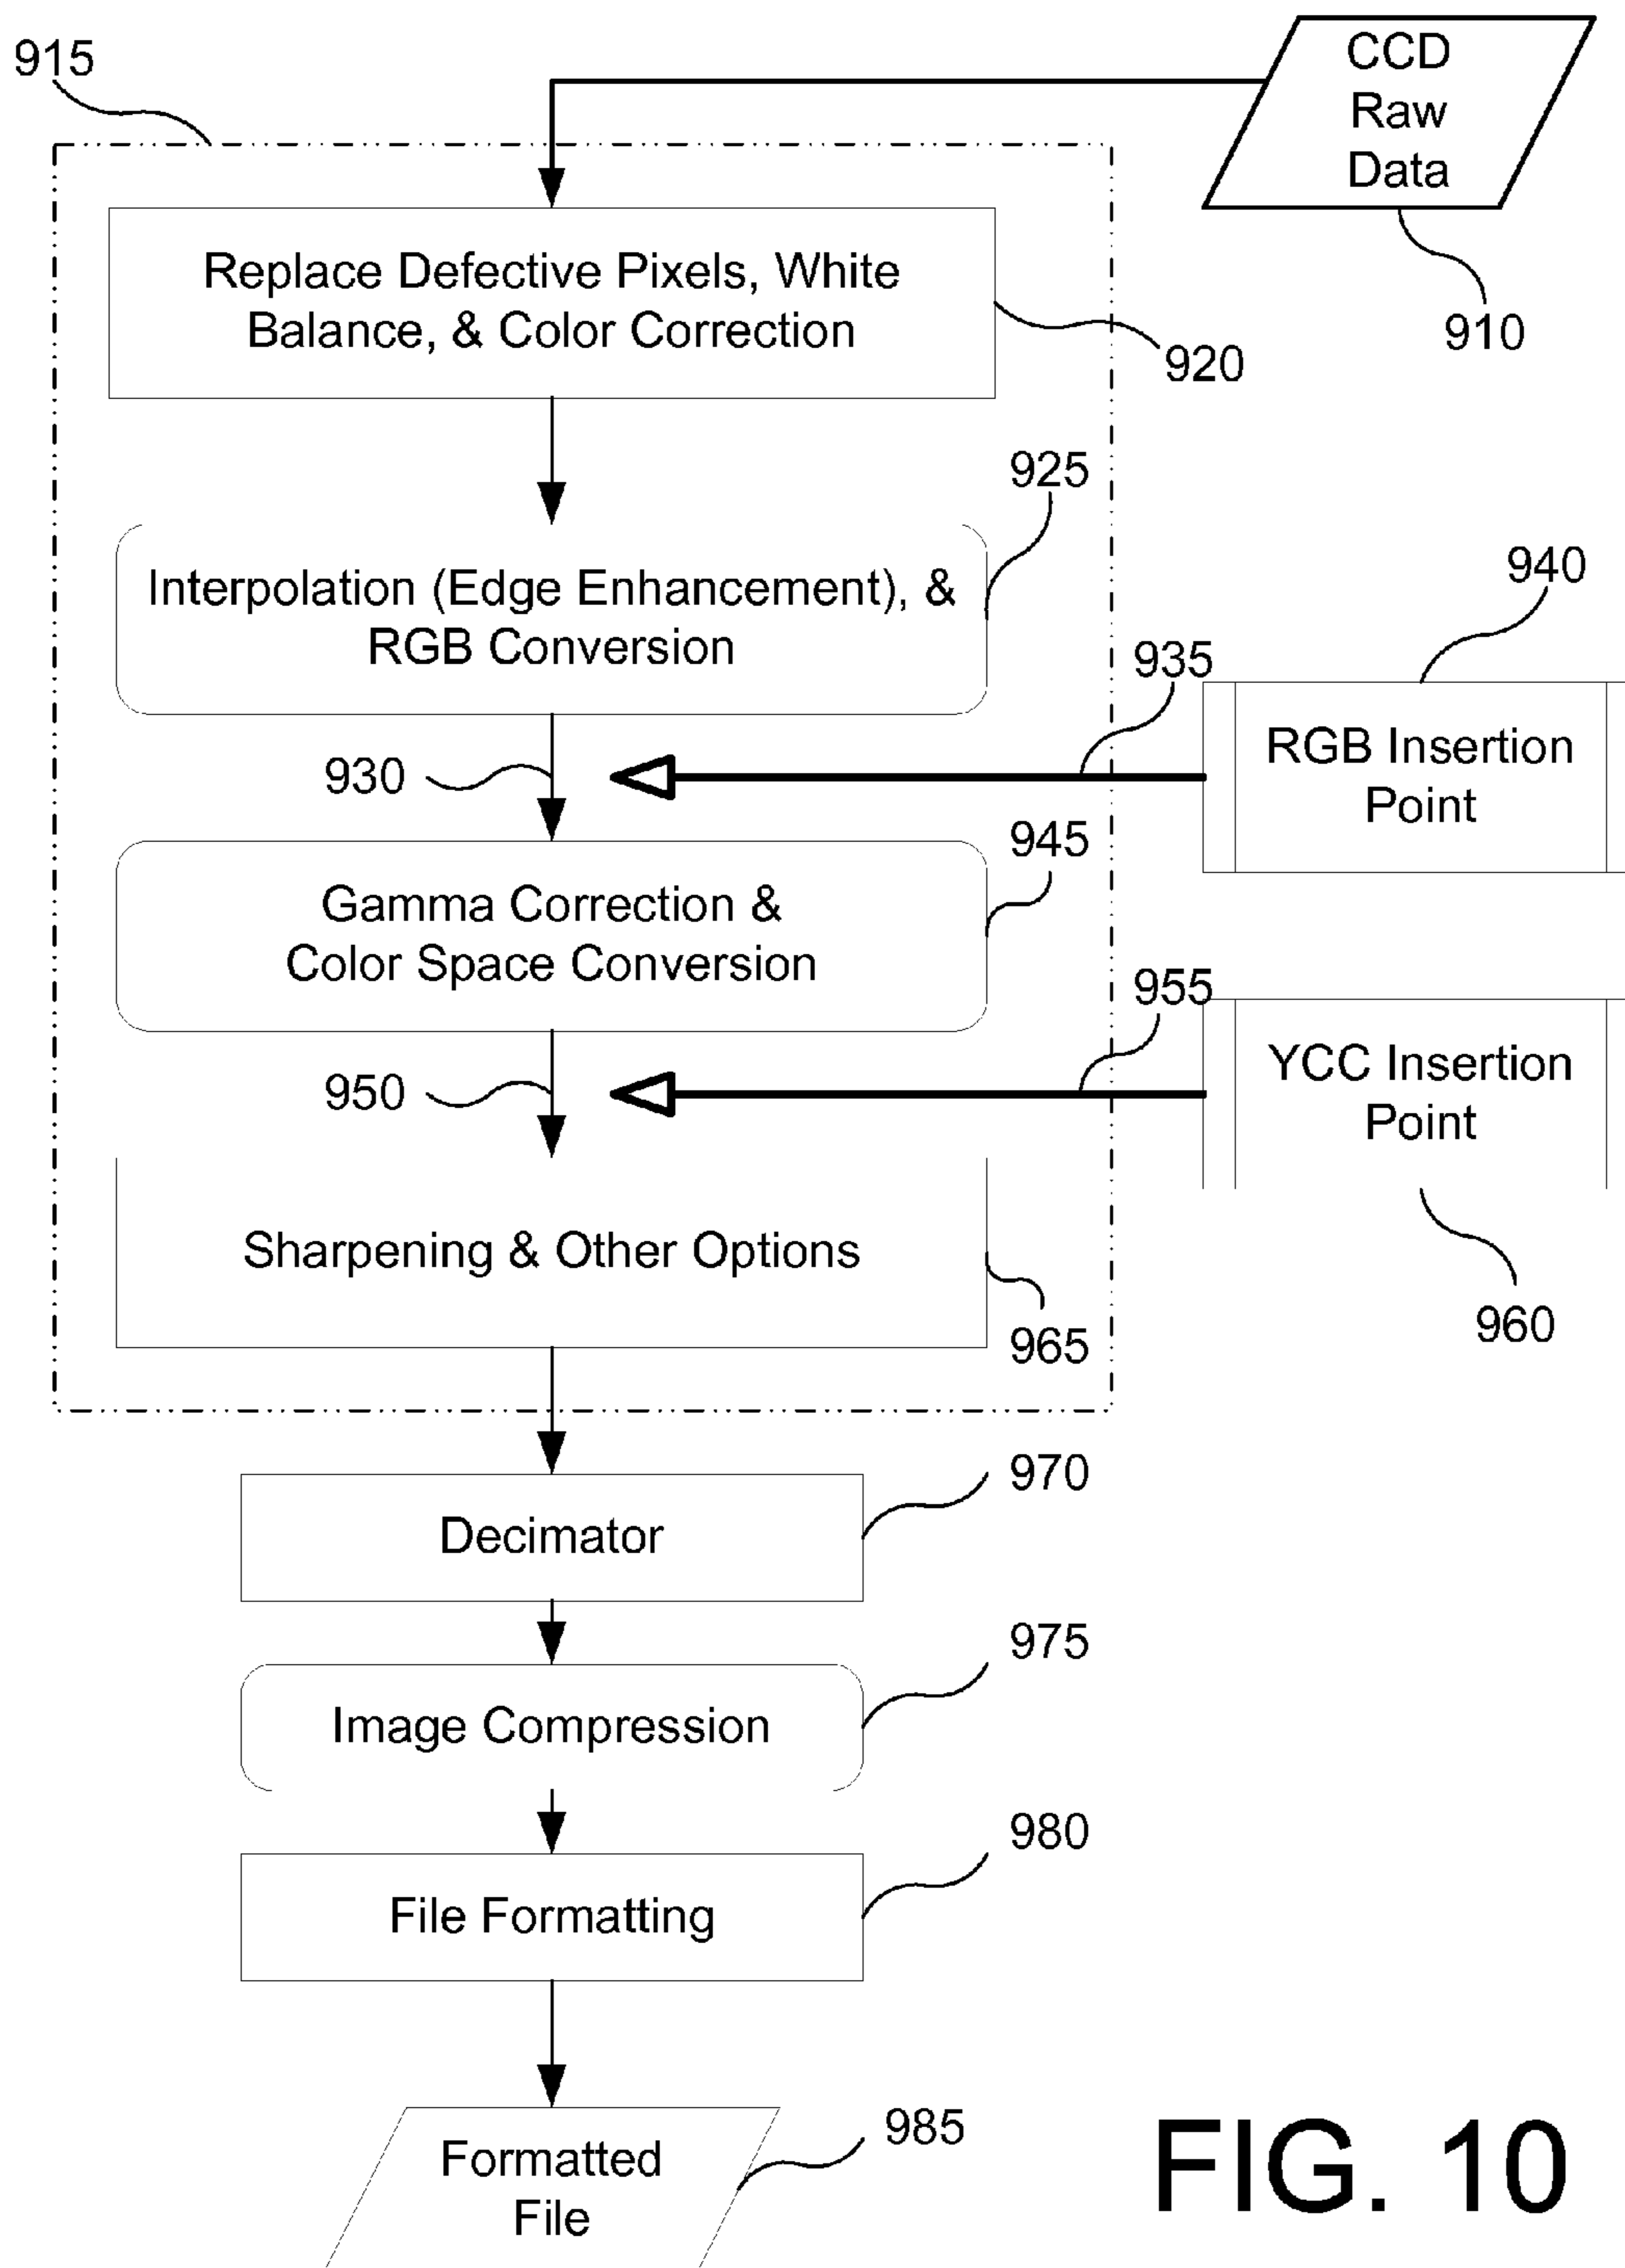 915
CCD
Raw
Data
910
Replace Defective Pixels, White
Balance, & Color Correction
920
925
Interpolation (Edge Enhancement), &
RGB Conversion
930
935
940
RGB Insertion
Point
945
Gamma Correction &
Color Space Conversion
950
955
YCC Insertion
Point
960
Sharpening & Other Options
965
970
Decimator
975
Image Compression
980
File Formatting
985
Formatted
File
FIG. 10